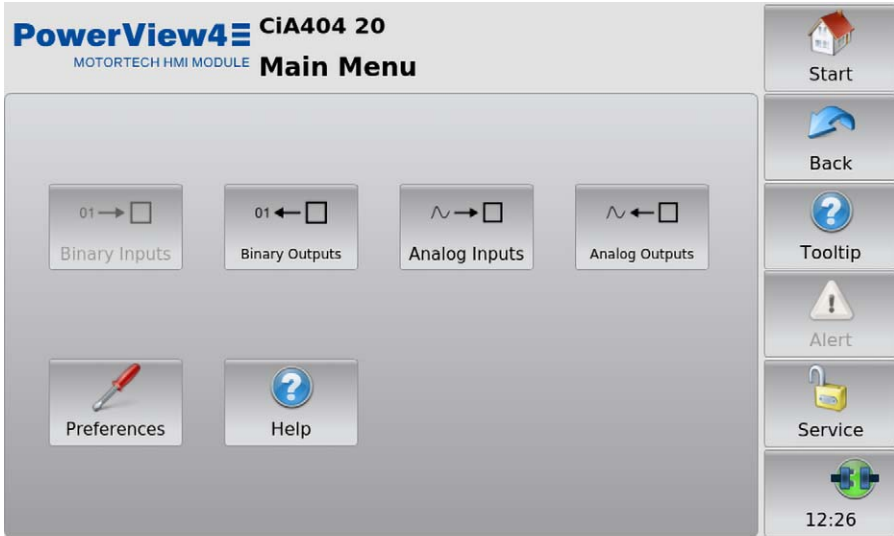 PowerView4
MOTORTECH HMI MODULE
CiA404 20
Main Menu
01
Binary Inputs
01
Binary Outputs
Analog Inputs
Analog Outputs
Preferences
?
Help
Start
Back
?
Tooltip
!
Alert
Service
12:26